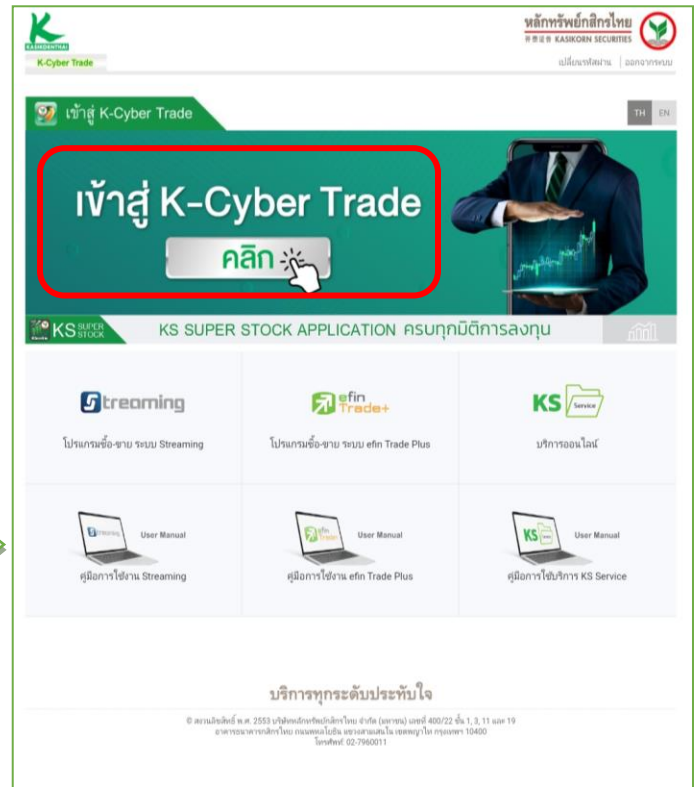 K
KASIKORNTHAI
หลักทรัพย์กสิกรไทย
开泰证券 KASIKORN SECURITIES
K-Cyber Trade
เปลี่ยนรหัสผ่าน | ออกจากระบบ
เข้าสู่ K-Cyber Trade
TH EN
เข้าสู่ K-Cyber Trade
คลิก
KS SUPER STOCK
KS SUPER STOCK APPLICATION ครบทุกมิติการลงทุน
Streaming
efin Trade+
KS Service
โปรแกรมซื้อ-ขาย ระบบ Streaming
โปรแกรมซื้อ-ขาย ระบบ efin Trade Plus
บริการออนไลน์
Streaming User Manual
efin Trade+ User Manual
KS User Manual
คู่มือการใช้งาน Streaming
คู่มือการใช้งาน efin Trade Plus
คู่มือการใช้บริการ KS Service
บริการทุกระดับประทับใจ
© สงวนลิขสิทธิ์ พ.ศ. 2553 บริษัทหลักทรัพย์กสิกรไทย จำกัด (มหาชน) เลขที่ 400/22 ชั้น 1, 3, 11 และ 19
อาคารธนาคารกสิกรไทย ถนนพหลโยธิน แขวงสามเสนใน เขตพญาไท กรุงเทพฯ 10400
โทรศัพท์: 02-7960011